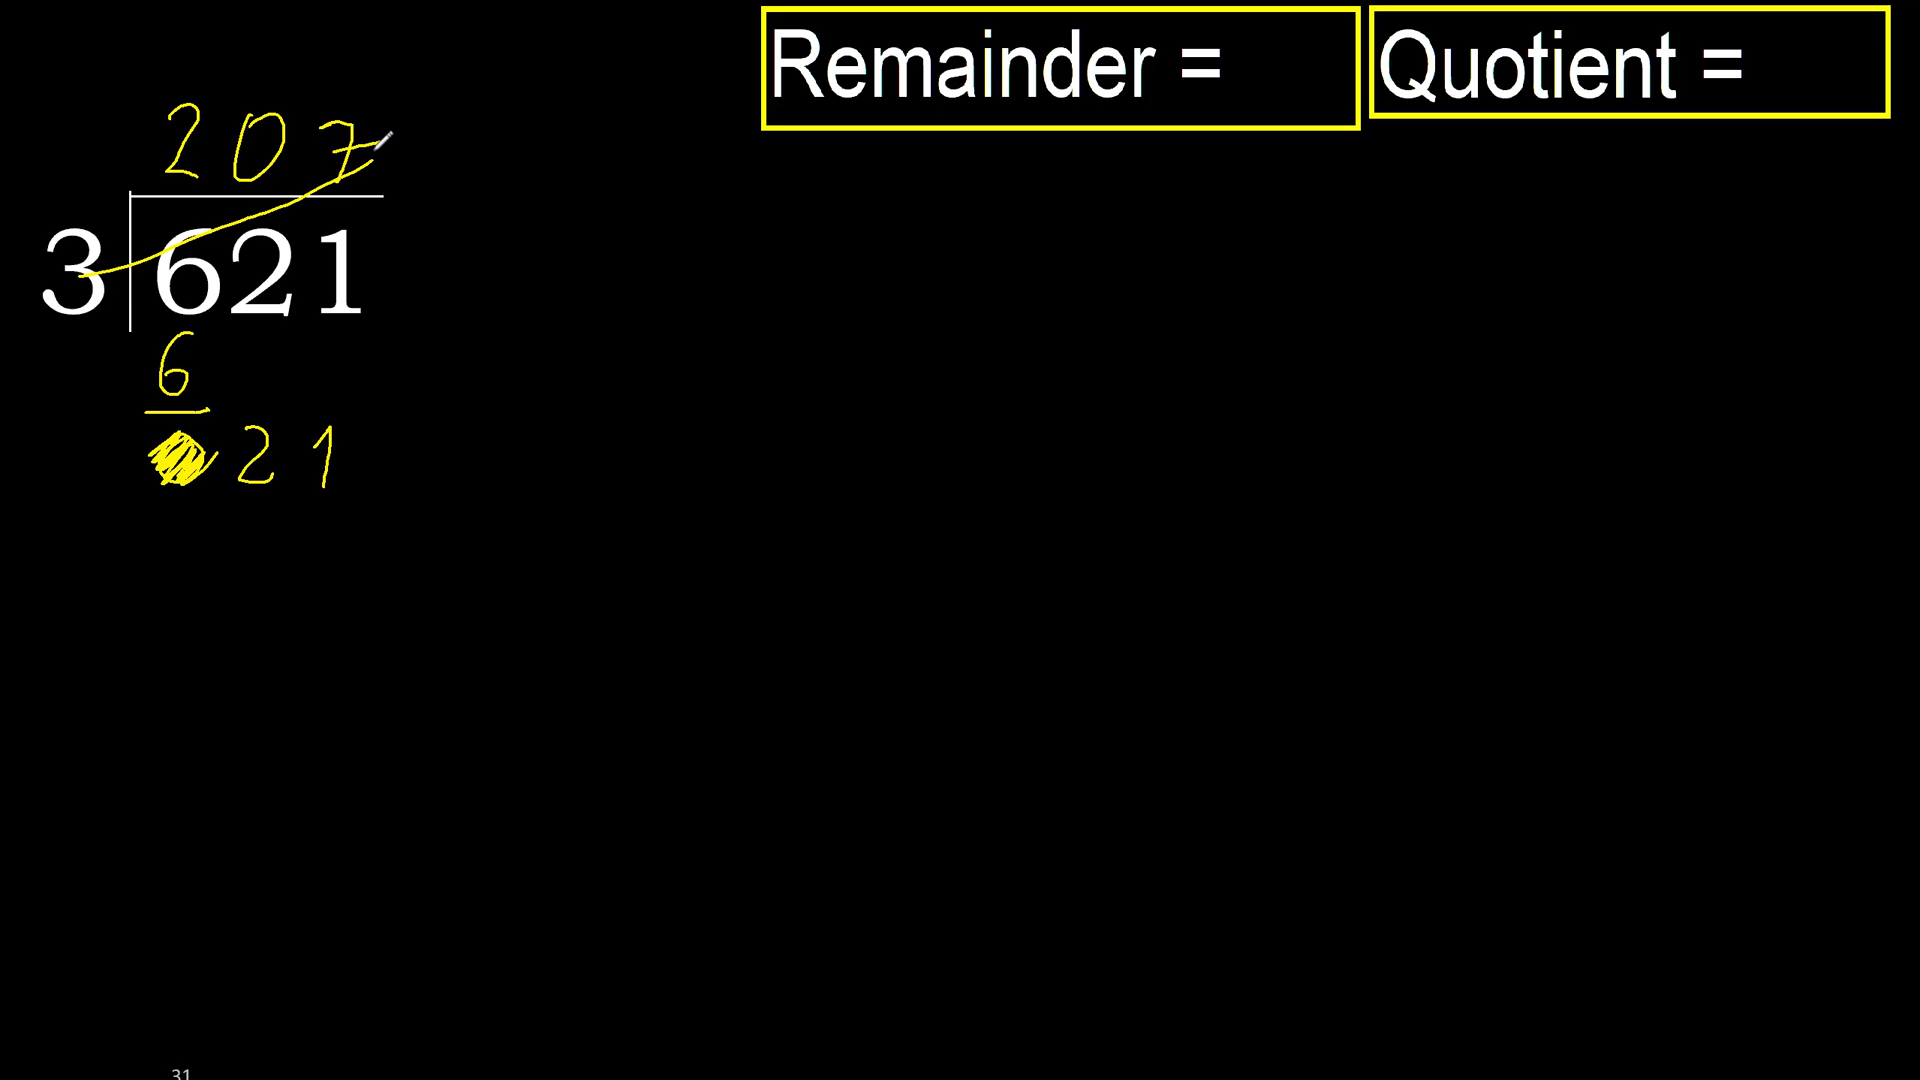 Remainder =
Quotient =
207
3 621
6
21
31